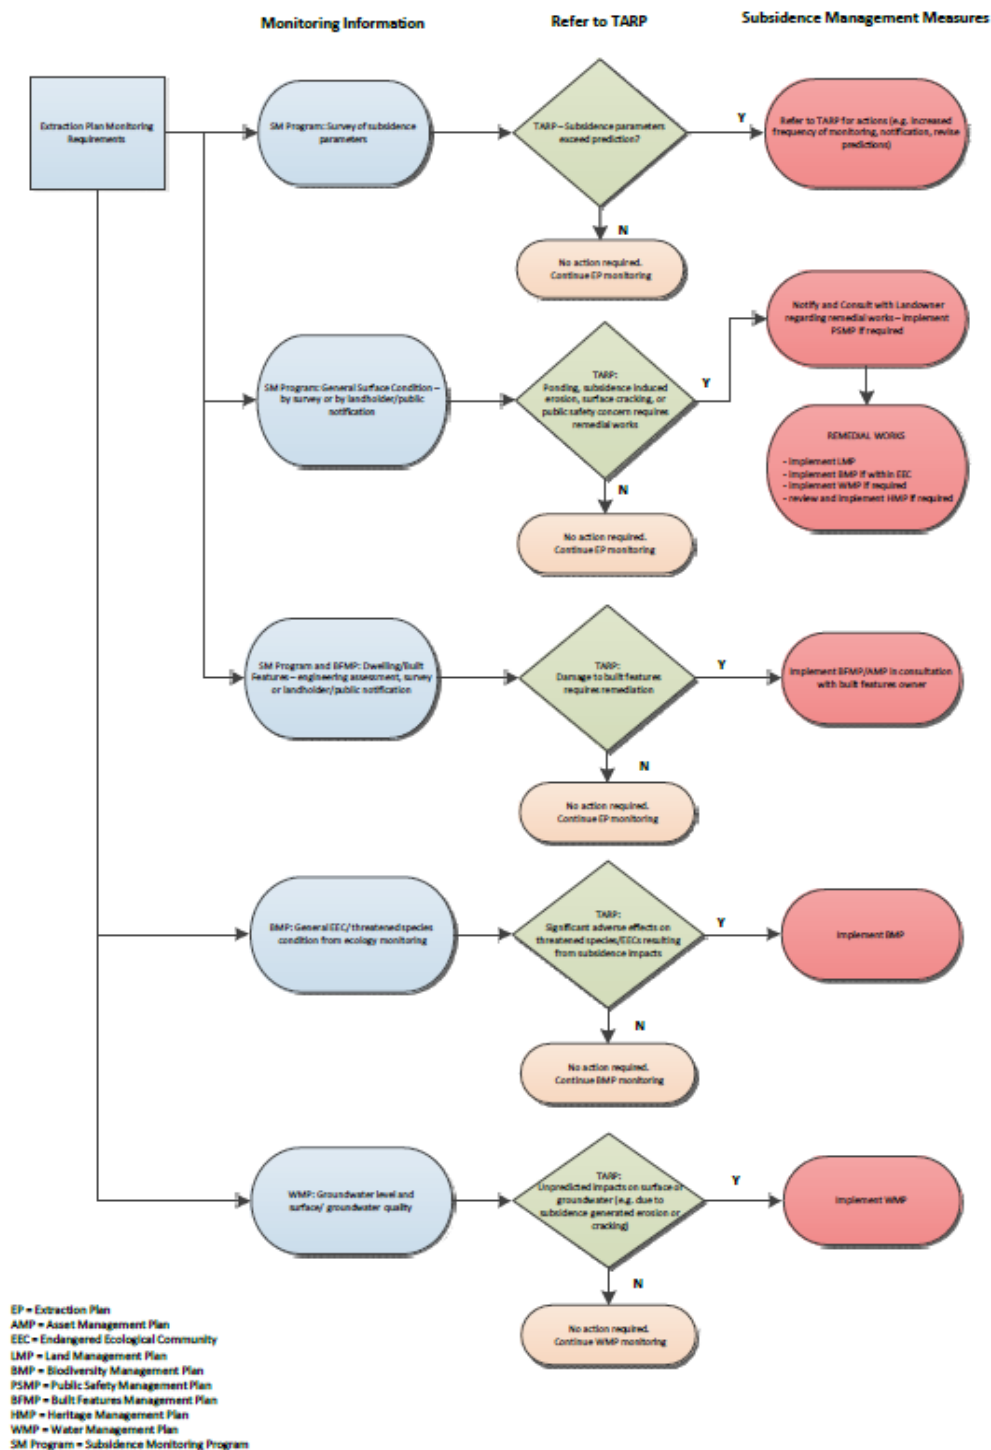 Monitoring Information
Refer to TARP
Subsidence Management Measures
Extraction Plan Monitoring
Requirements
SM Program: Survey of subsidence
parameters
TARP – Subsidence parameters
exceed prediction?
Y
Refer to TARP for actions (e.g. increased
frequency of monitoring, notification, revise
predictions)
N
No action required.
Continue EP monitoring
SM Program: General Surface Condition –
by survey or by landholder/public
notification
TARP:
Ponding, subsidence induced
erosion, surface cracking, or
public safety concern requires
remedial works
Y
Notify and Consult with Landowner
regarding remedial works – implement
PSMP if required
REMEDIAL WORKS
- implement LMP
- implement BMP if within EEC
- implement WMP if required
- review and implement HMP if required
N
No action required.
Continue EP monitoring
SM Program and BFMP: Dwelling/Built
Features – engineering assessment, survey
or landholder/public notification
TARP:
Damage to built features
requires remediation
Y
Implement BFMP/AMP in consultation
with built features owner
N
No action required.
Continue EP monitoring
BMP: General EEC/ threatened species
condition from ecology monitoring
TARP:
Significant adverse effects on
threatened species/EECs resulting
from subsidence impacts
Y
Implement BMP
N
No action required.
Continue BMP monitoring
WMP: Groundwater level and
surface/ groundwater quality
TARP:
Unpredicted impacts on surface or
groundwater (e.g. due to
subsidence generated erosion or
cracking)
Y
Implement WMP
N
No action required.
Continue WMP monitoring
EP = Extraction Plan
AMP = Asset Management Plan
EEC = Endangered Ecological Community
LMP = Land Management Plan
BMP = Biodiversity Management Plan
PSMP = Public Safety Management Plan
BFMP = Built Features Management Plan
HMP = Heritage Management Plan
WMP = Water Management Plan
SM Program = Subsidence Monitoring Program